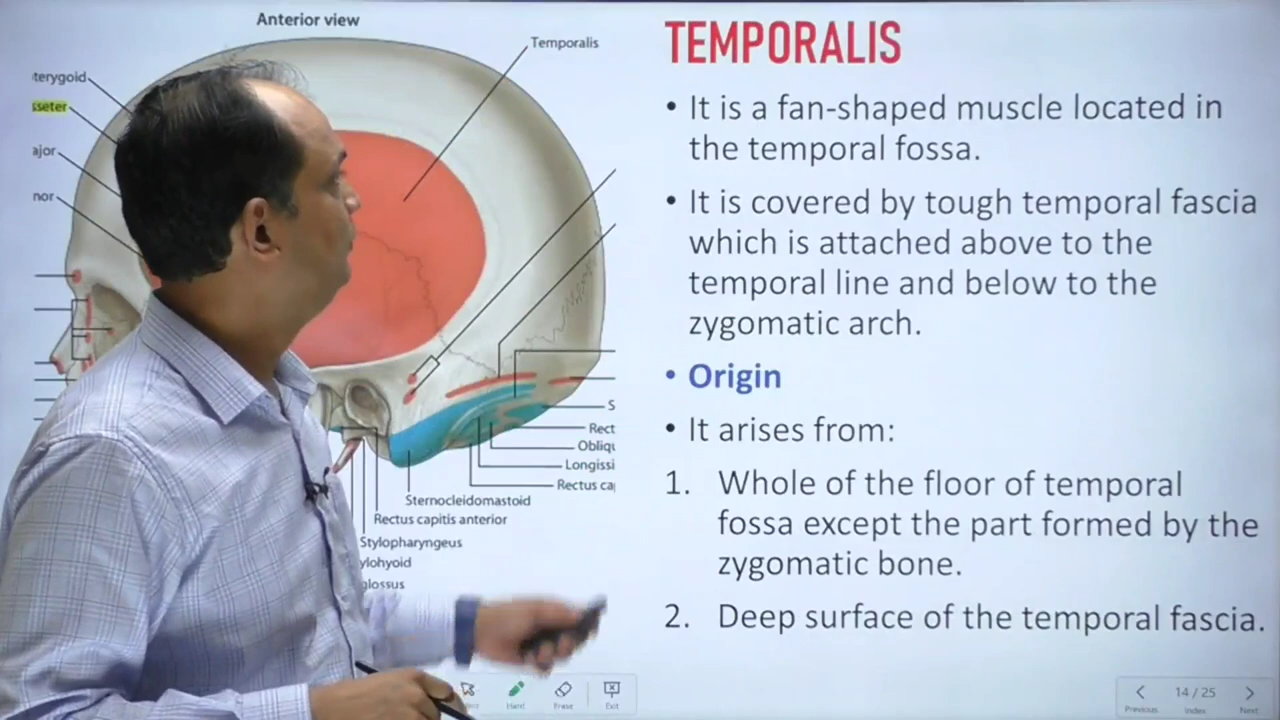 Anterior view
Temporalis
terygoid
sseter
ajor
nor
S
Rect
Obliqu
Longissi
Rectus ca
Sternocleidomastoid
Rectus capitis anterior
Stylopharyngeus
ylohyoid
glossus
TEMPORALIS
• It is a fan-shaped muscle located in
the temporal fossa.
• It is covered by tough temporal fascia
which is attached above to the
temporal line and below to the
zygomatic arch.
• Origin
• It arises from:
1. Whole of the floor of temporal
fossa except the part formed by the
zygomatic bone.
2. Deep surface of the temporal fascia.
Erase
Exit
14 / 25
Previous
Index
Next